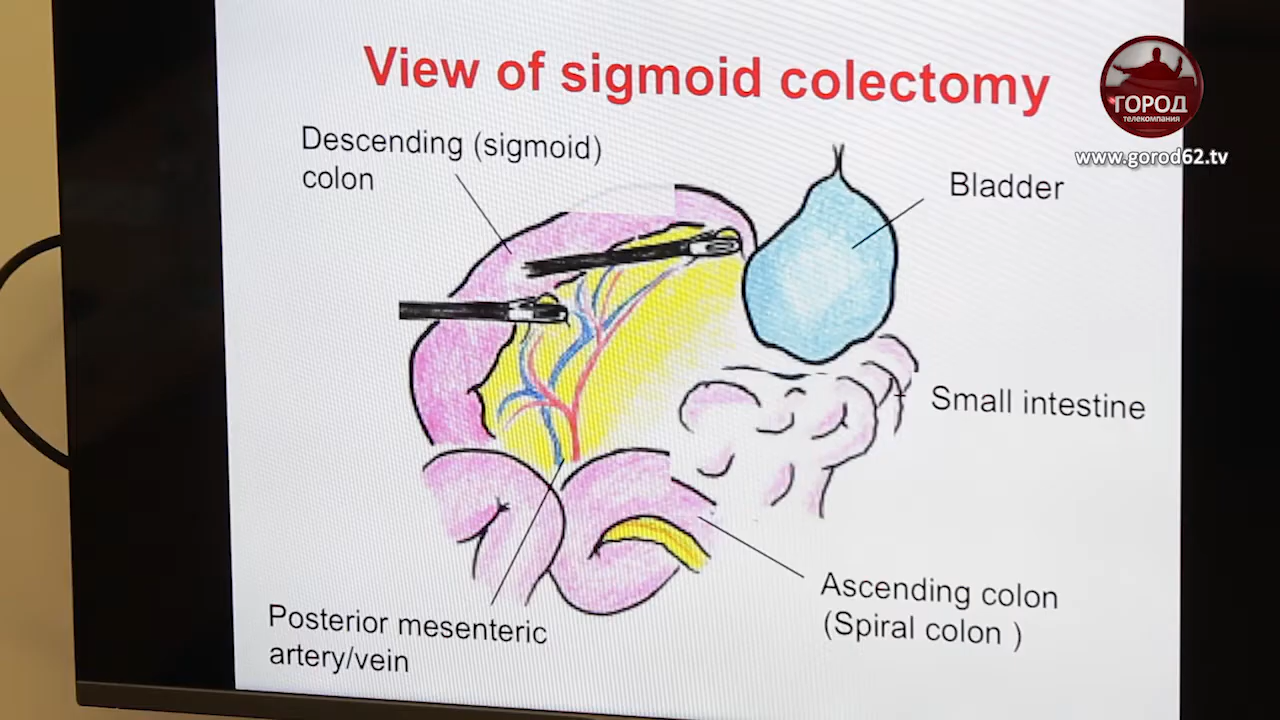 View of sigmoid colectomy
ГОРОД
телекомпания
www.gorod62.tv
Descending (sigmoid)
colon
Bladder
Small intestine
Ascending colon
(Spiral colon )
Posterior mesenteric
artery/vein